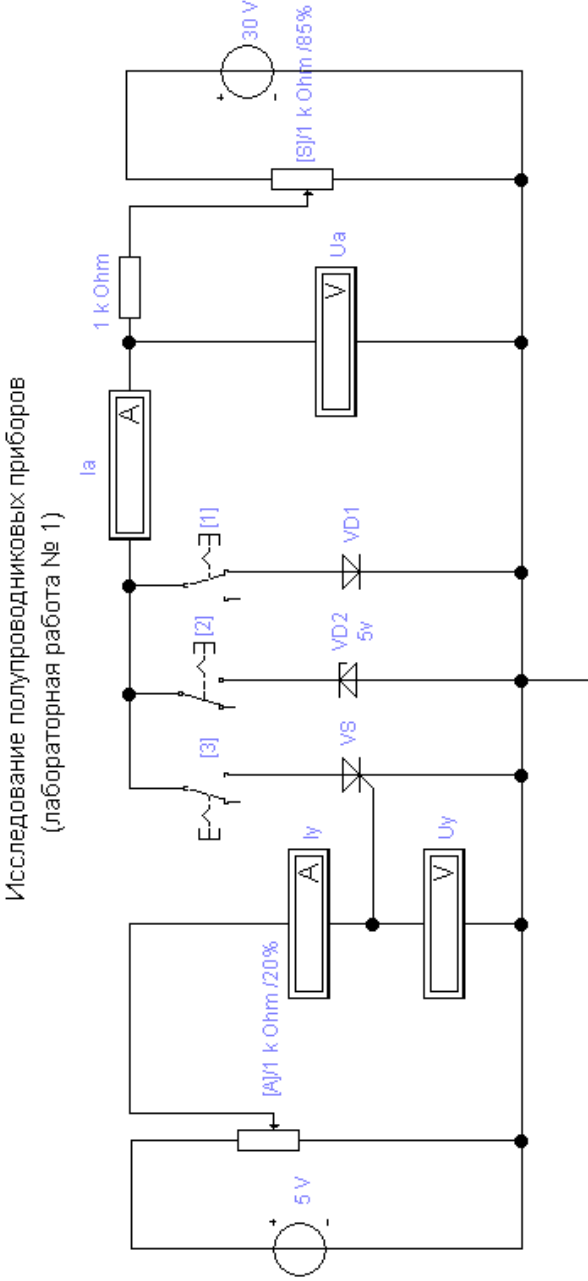 Исследование полупроводниковых приборов
(лабораторная работа № 1)
5 V
+
-
[A]/1 k Ohm /20%
Iy
A
Uy
V
[3]
VS
[2]
VD2
5v
[1]
VD1
Ia
A
1 k Ohm
Ua
V
[S]/1 k Ohm /85%
30 V
+
-